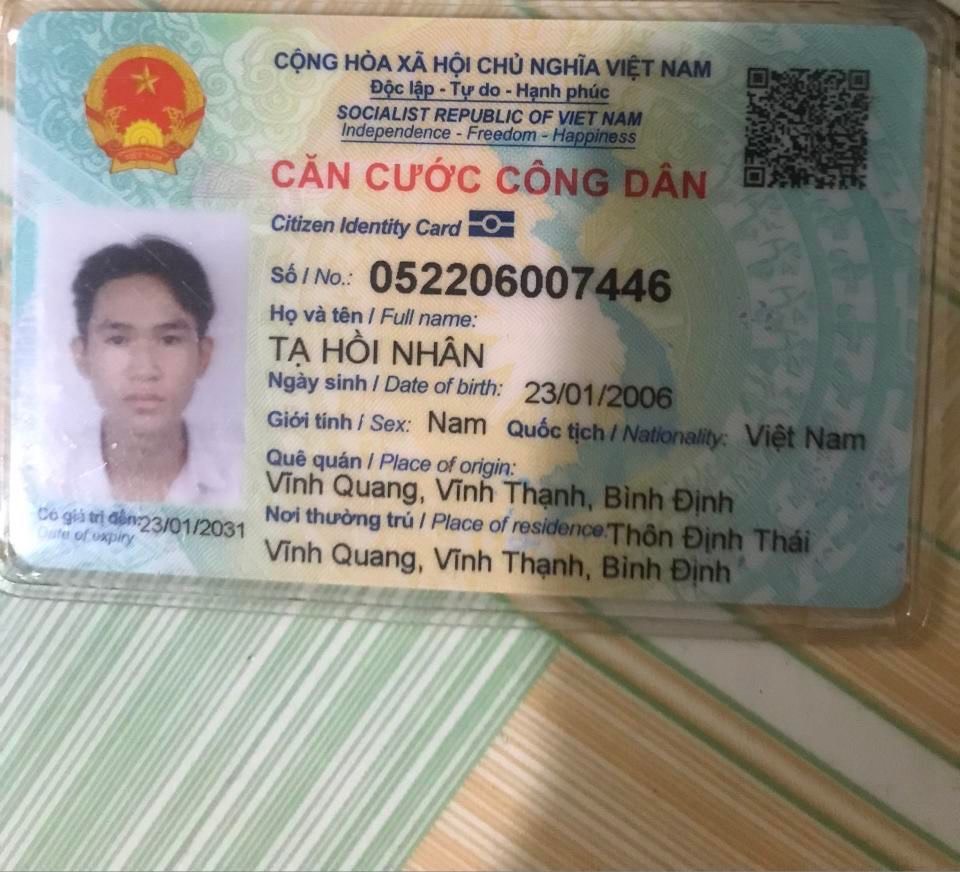 CỘNG HÒA XÃ HỘI CHỦ NGHĨA VIỆT NAM
Độc lập - Tự do - Hạnh phúc
SOCIALIST REPUBLIC OF VIET NAM
Independence - Freedom - Happiness
CĂN CƯỚC CÔNG DÂN
Citizen Identity Card
Số / No.: 052206007446
Họ và tên / Full name:
TẠ HỒI NHÂN
Ngày sinh / Date of birth: 23/01/2006
Giới tính / Sex: Nam Quốc tịch / Nationality: Việt Nam
Quê quán / Place of origin:
Vĩnh Quang, Vĩnh Thạnh, Bình Định
Nơi thường trú / Place of residence: Thôn Định Thái
Vĩnh Quang, Vĩnh Thạnh, Bình Định
Có giá trị đến: 23/01/2031
Date of expiry
VIỆT NAM